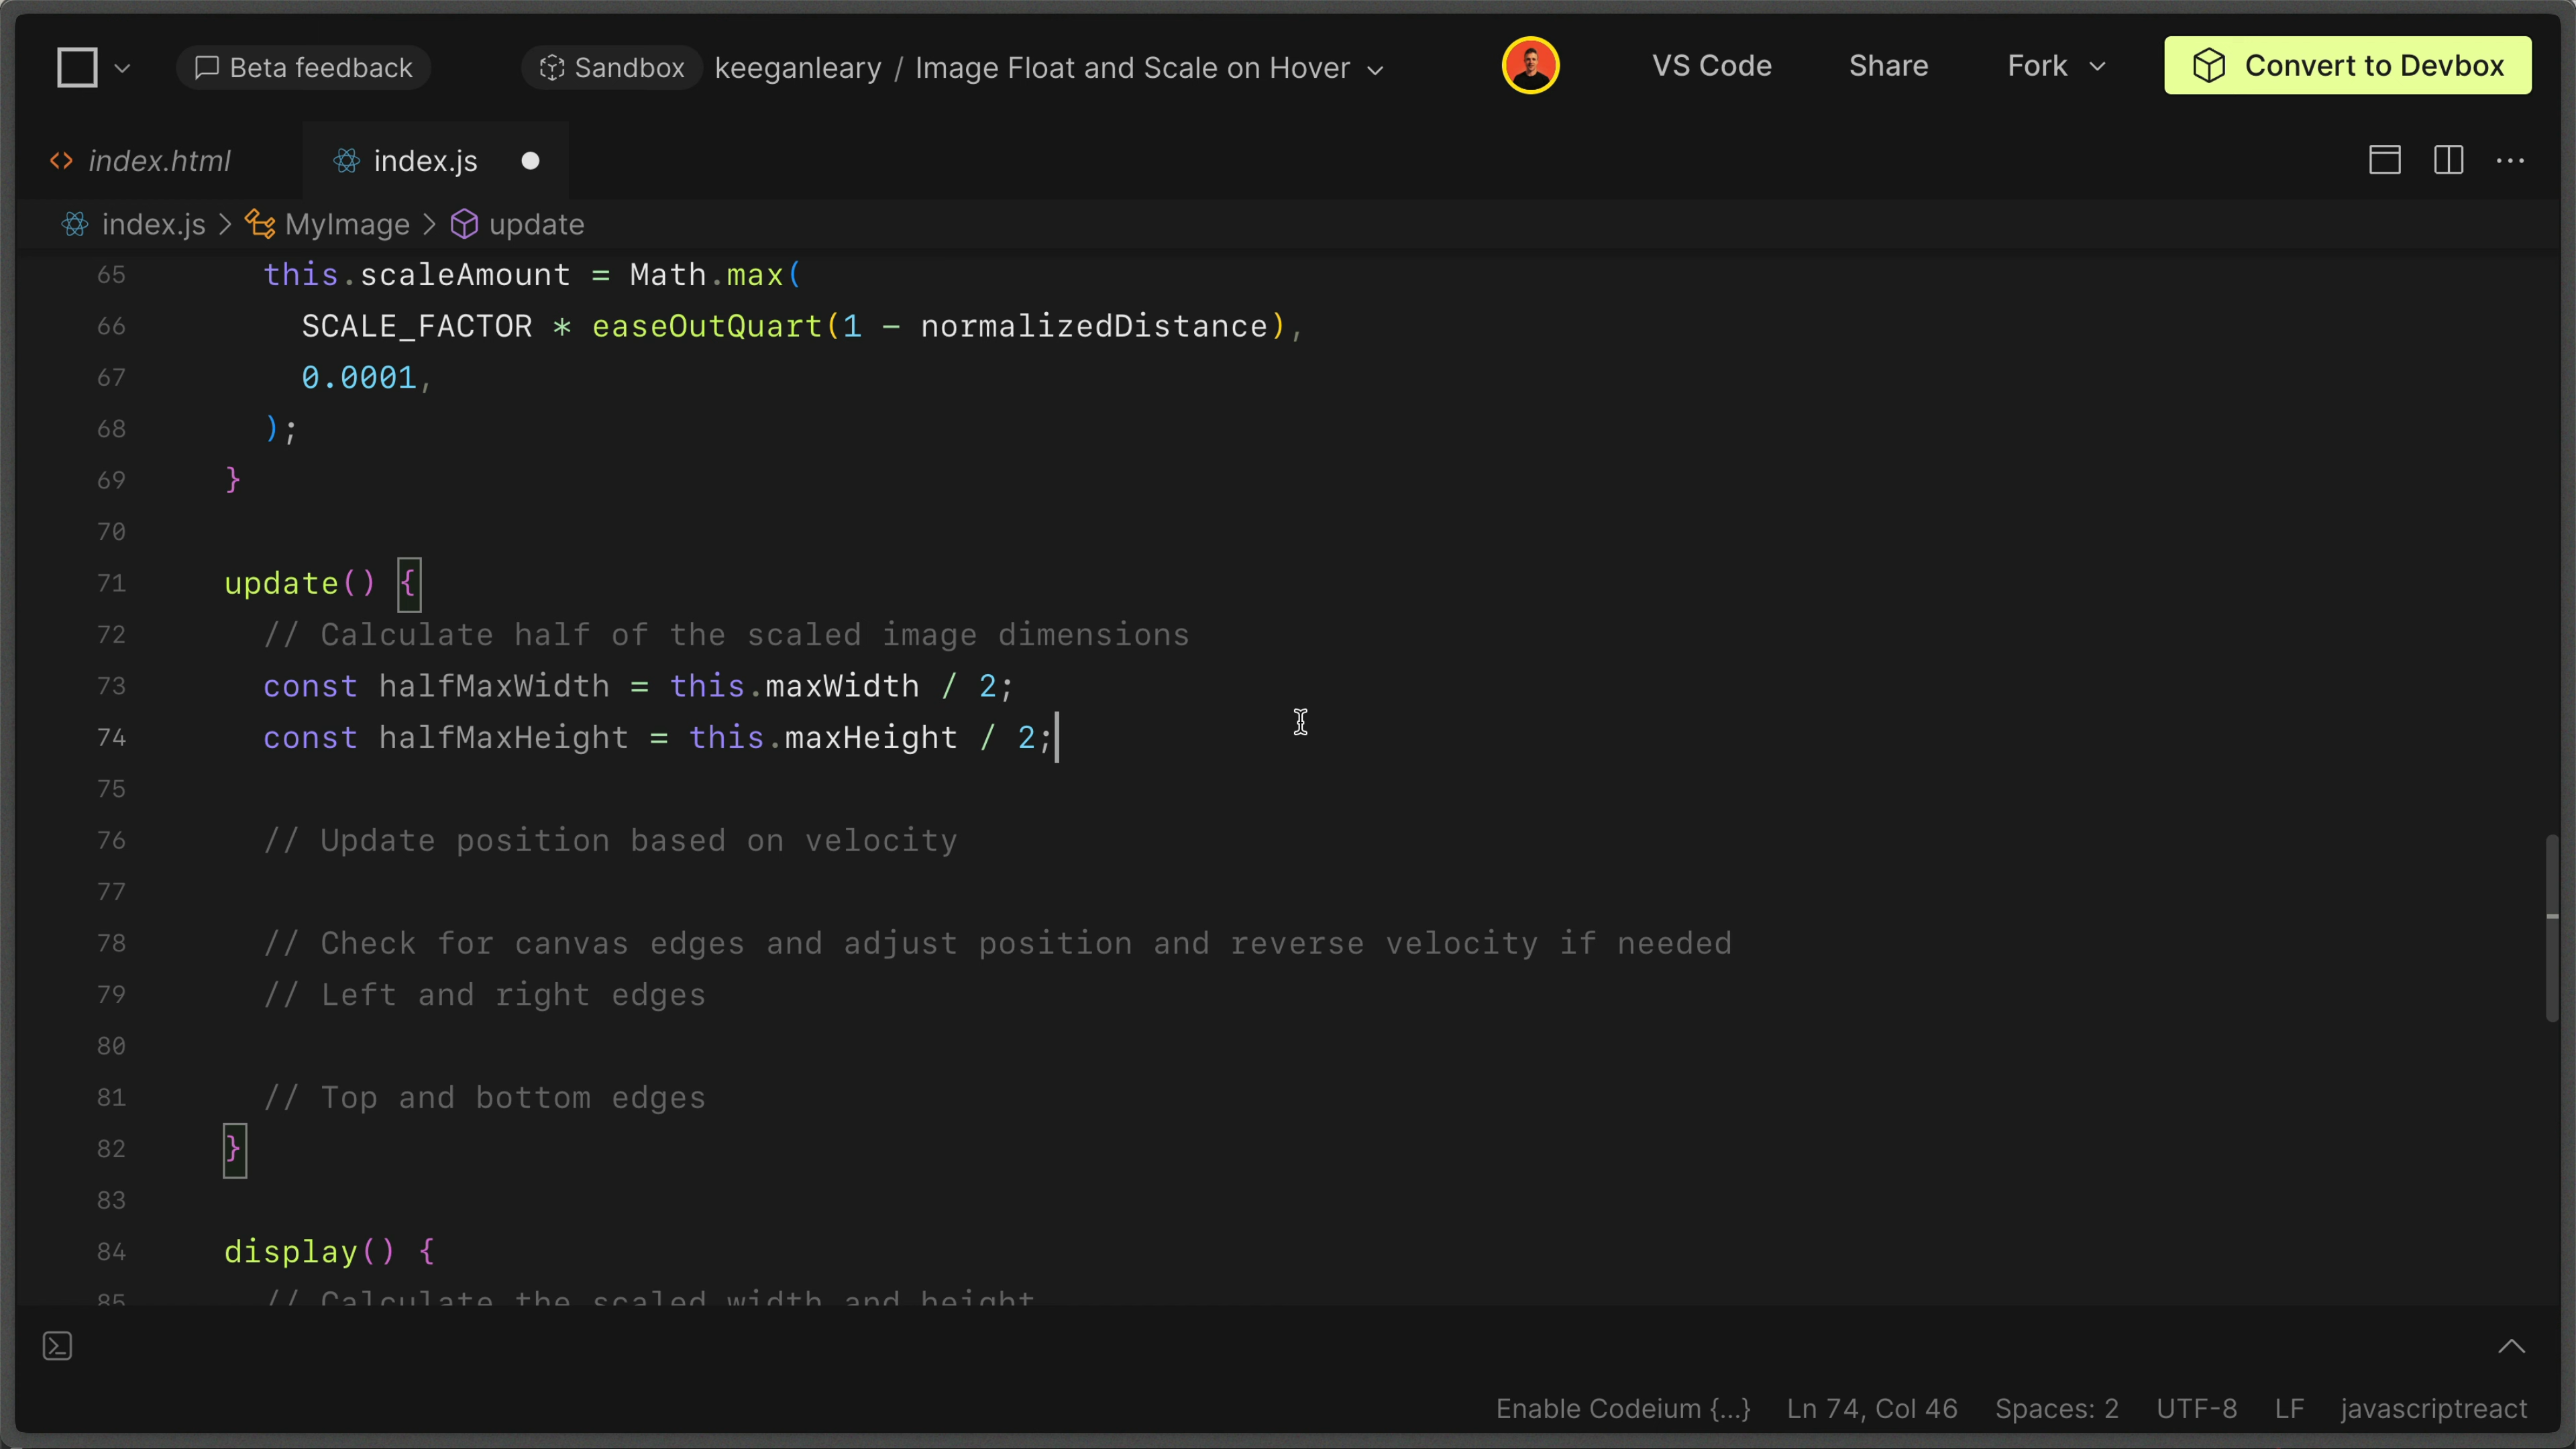 Beta feedback
Sandbox
keeganleary / Image Float and Scale on Hover
VS Code
Share
Fork
Convert to Devbox
<> index.html
index.js
index.js > MyImage > update
65 this.scaleAmount = Math.max(
66 SCALE_FACTOR * easeOutQuart(1 - normalizedDistance),
67 0.0001,
68 );
69 }
70
71 update() {
72 // Calculate half of the scaled image dimensions
73 const halfMaxWidth = this.maxWidth / 2;
74 const halfMaxHeight = this.maxHeight / 2;
75
76 // Update position based on velocity
77
78 // Check for canvas edges and adjust position and reverse velocity if needed
79 // Left and right edges
80
81 // Top and bottom edges
82 }
83
84 display() {
85 // Calculate the scaled width and height
Enable Codeium {...}
Ln 74, Col 46
Spaces: 2
UTF-8
LF
javascriptreact